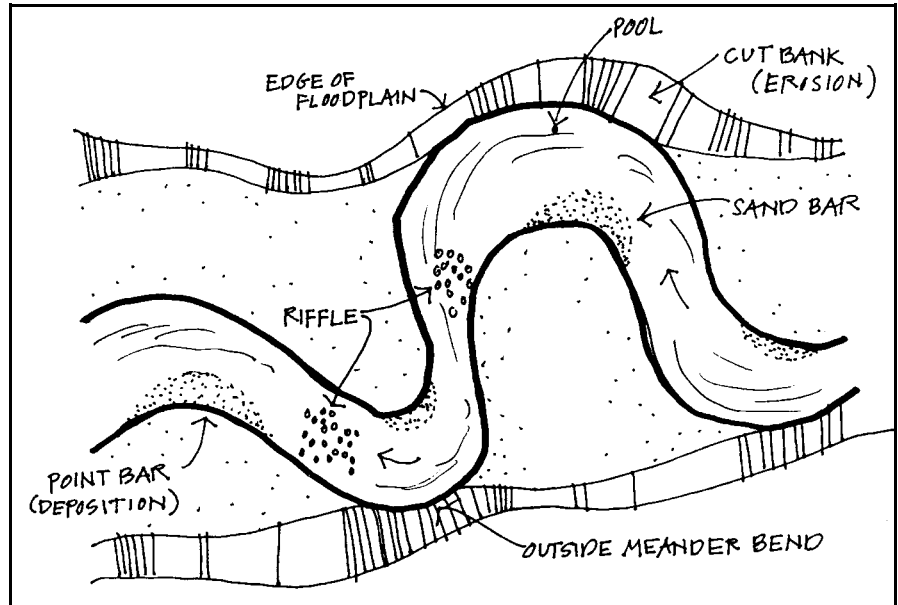 POOL
CUT BANK
(EROSION)
EDGE OF
FLOODPLAIN
SAND BAR
RIFFLE
POINT BAR
(DEPOSITION)
OUTSIDE MEANDER BEND